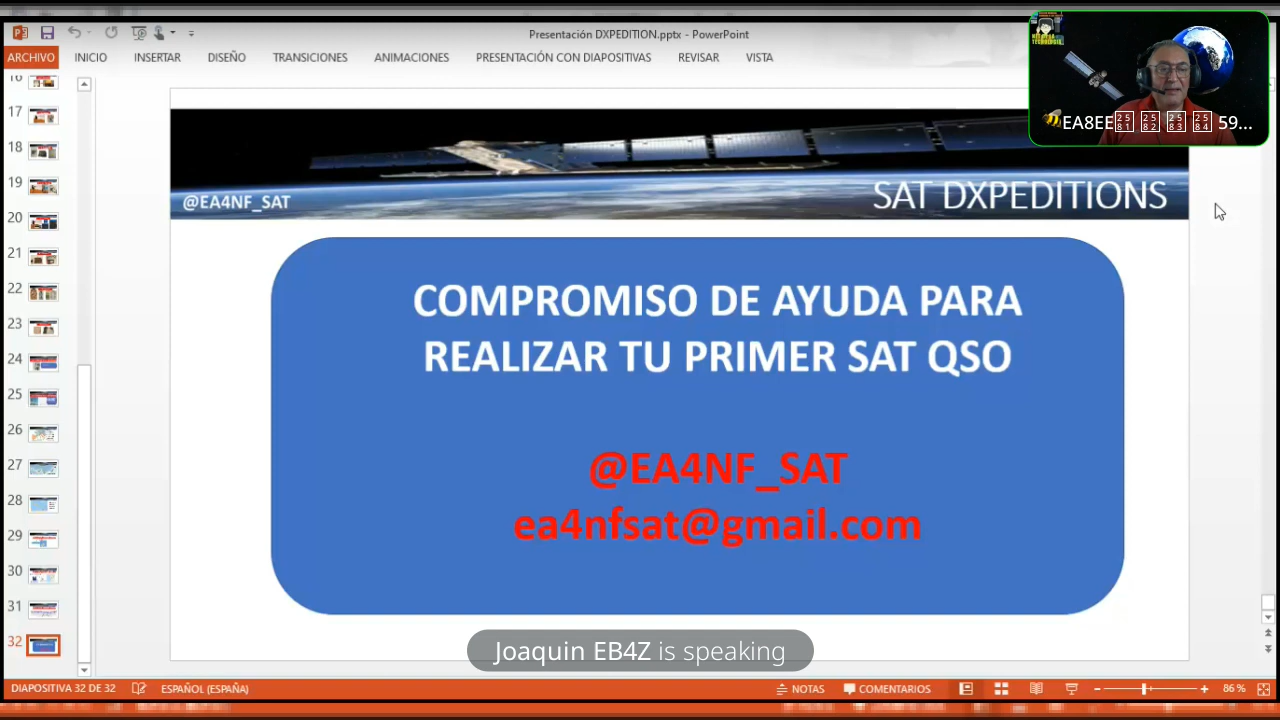 Presentación DXPEDITION.pptx - PowerPoint
ARCHIVO INICIO INSERTAR DISEÑO TRANSICIONES ANIMACIONES PRESENTACIÓN CON DIAPOSITIVAS REVISAR VISTA
EA8EE 59...
16
17
18
19
20
21
22
23
24
25
26
27
28
29
30
31
32
@EA4NF_SAT
SAT DXPEDITIONS
COMPROMISO DE AYUDA PARA
REALIZAR TU PRIMER SAT QSO
@EA4NF_SAT
ea4nfsat@gmail.com
Joaquin EB4Z is speaking
DIAPOSITIVA 32 DE 32 ESPAÑOL (ESPAÑA) NOTAS COMENTARIOS 86 %